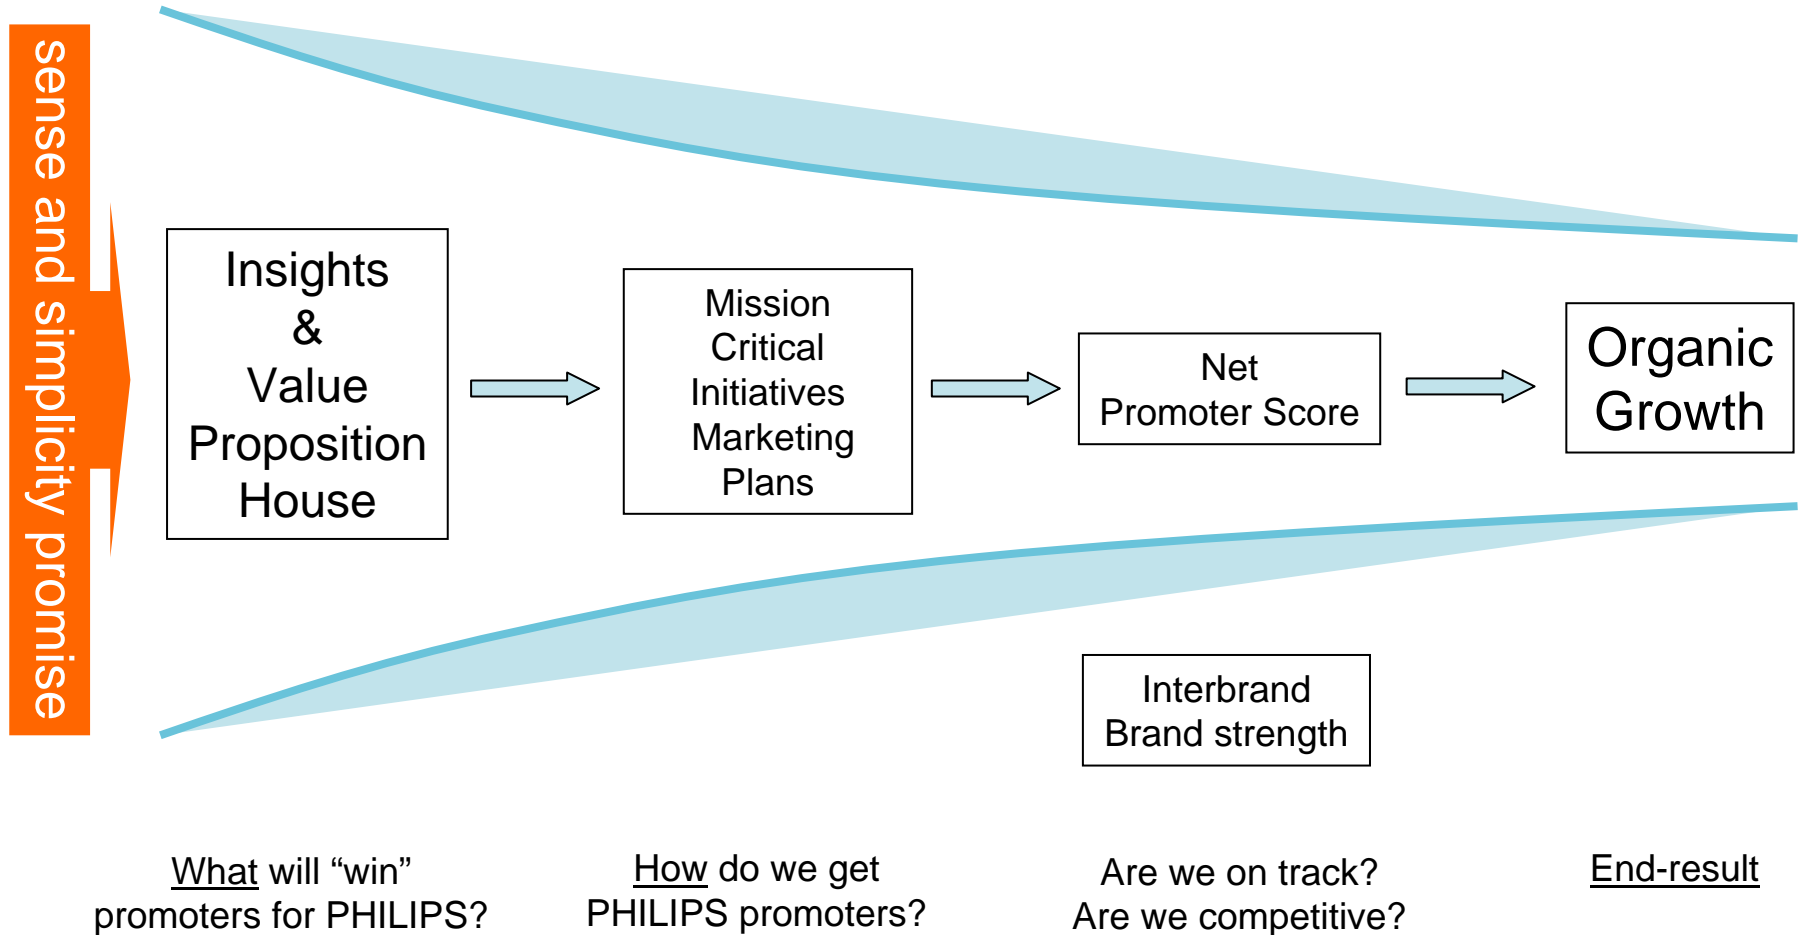 sense and simplicity promise
Insights
&
Value
Proposition
House
Mission
Critical
Initiatives
Marketing
Plans
Net
Promoter Score
Organic
Growth
Interbrand
Brand strength
What will “win”
promoters for PHILIPS?
How do we get
PHILIPS promoters?
Are we on track?
Are we competitive?
End-result